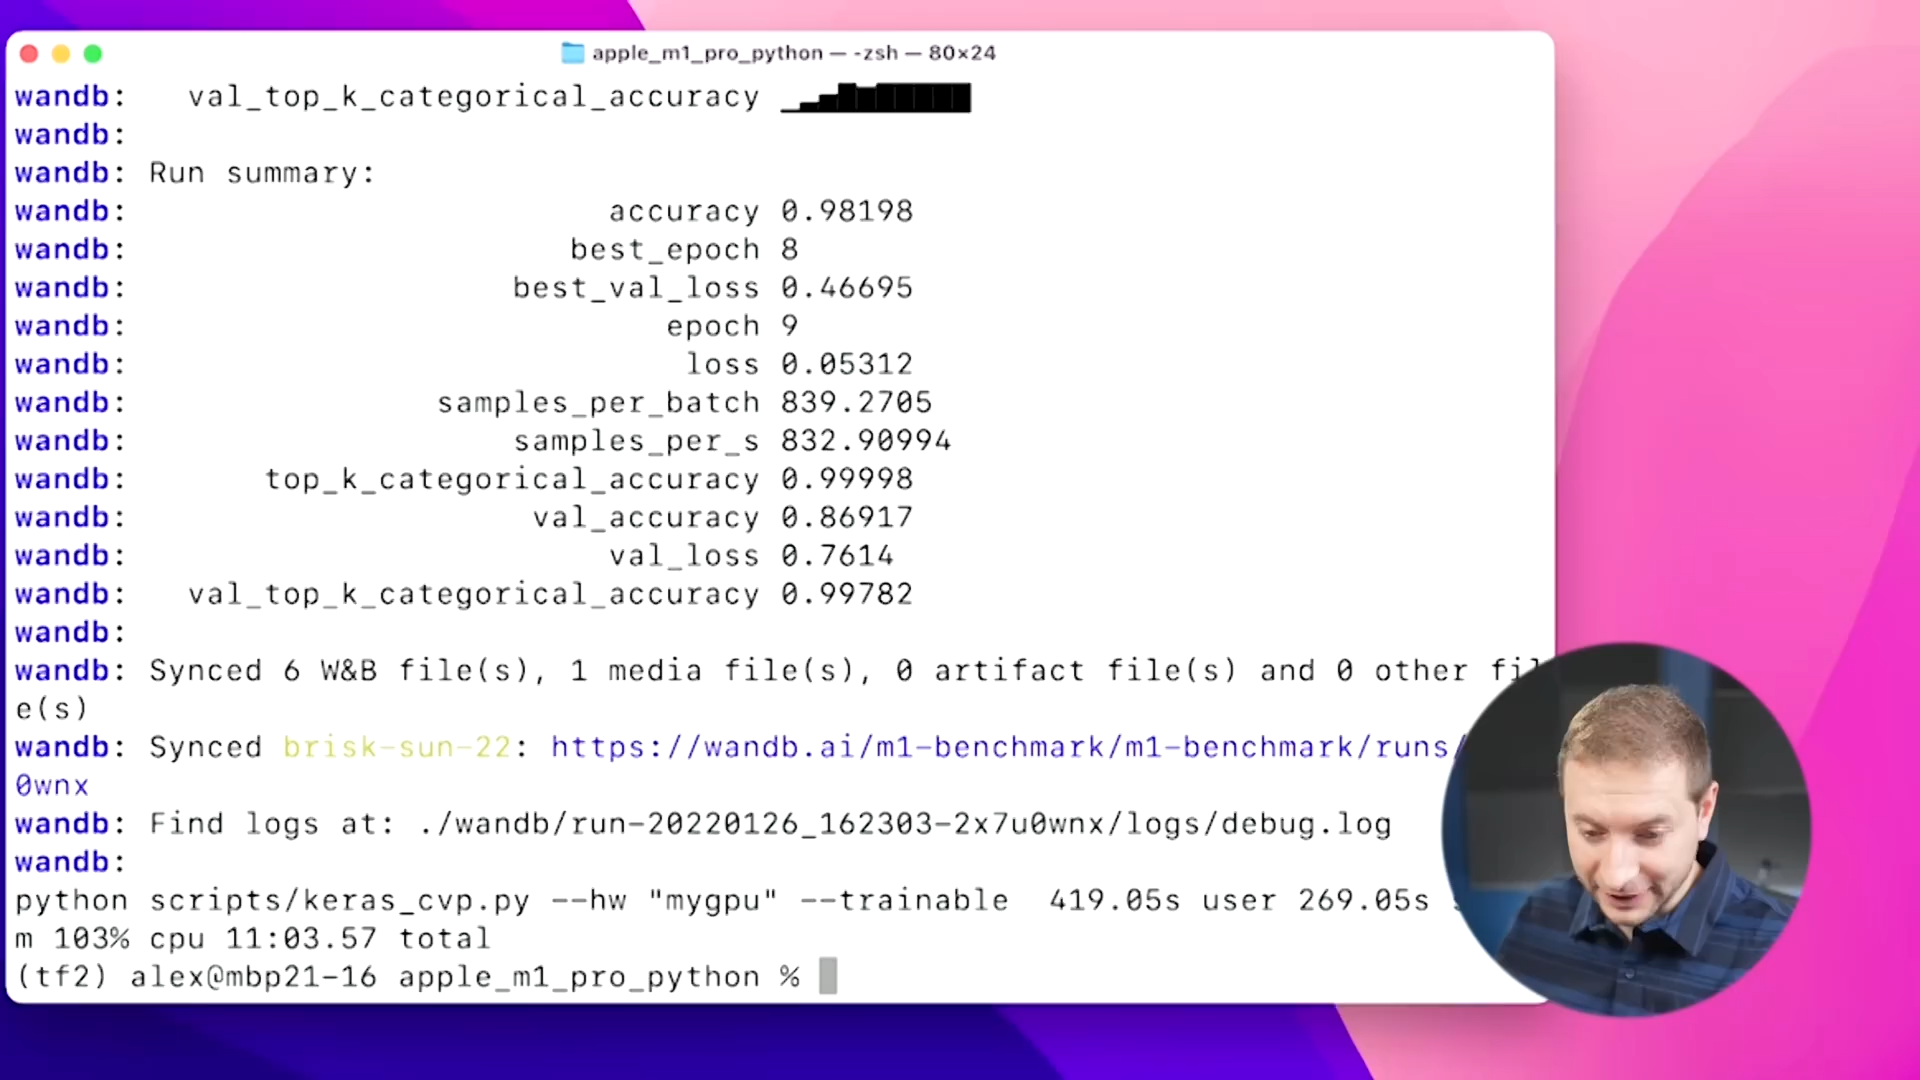 apple_m1_pro_python — -zsh — 80×24
wandb: val_top_k_categorical_accuracy
wandb:
wandb: Run summary:
wandb: accuracy 0.98198
wandb: best_epoch 8
wandb: best_val_loss 0.46695
wandb: epoch 9
wandb: loss 0.05312
wandb: samples_per_batch 839.2705
wandb: samples_per_s 832.90994
wandb: top_k_categorical_accuracy 0.99998
wandb: val_accuracy 0.86917
wandb: val_loss 0.7614
wandb: val_top_k_categorical_accuracy 0.99782
wandb:
wandb: Synced 6 W&B file(s), 1 media file(s), 0 artifact file(s) and 0 other fil
e(s)
wandb: Synced brisk-sun-22: https://wandb.ai/m1-benchmark/m1-benchmark/runs/
0wnx
wandb: Find logs at: ./wandb/run-20220126_162303-2x7u0wnx/logs/debug.log
wandb:
python scripts/keras_cvp.py --hw "mygpu" --trainable 419.05s user 269.05s
m 103% cpu 11:03.57 total
(tf2) alex@mbp21-16 apple_m1_pro_python %